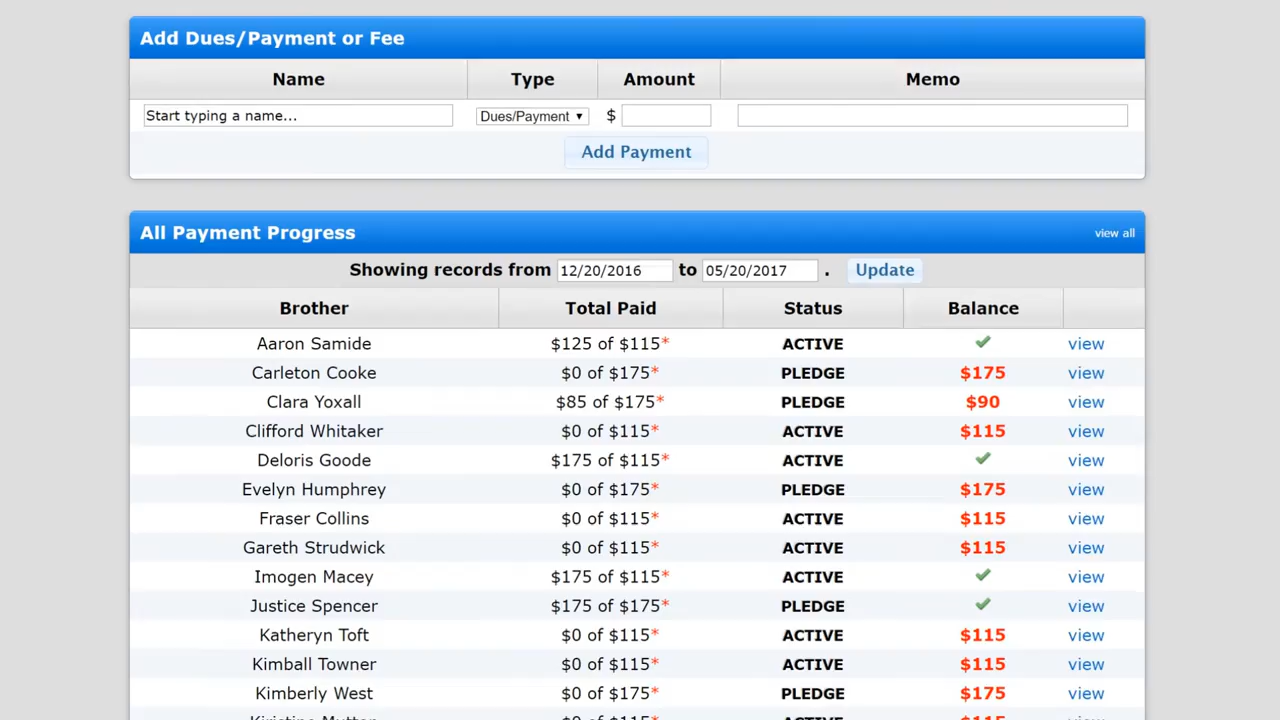 Add Dues/Payment or Fee
Name Type Amount Memo
Start typing a name... Dues/Payment ▼ $
Add Payment
All Payment Progress view all
Showing records from 12/20/2016 to 05/20/2017 . Update
Brother Total Paid Status Balance
Aaron Samide $125 of $115* ACTIVE ✔ view
Carleton Cooke $0 of $175* PLEDGE $175 view
Clara Yoxall $85 of $175* PLEDGE $90 view
Clifford Whitaker $0 of $115* ACTIVE $115 view
Deloris Goode $175 of $115* ACTIVE ✔ view
Evelyn Humphrey $0 of $175* PLEDGE $175 view
Fraser Collins $0 of $115* ACTIVE $115 view
Gareth Strudwick $0 of $115* ACTIVE $115 view
Imogen Macey $175 of $115* ACTIVE ✔ view
Justice Spencer $175 of $175* PLEDGE ✔ view
Katheryn Toft $0 of $115* ACTIVE $115 view
Kimball Towner $0 of $115* ACTIVE $115 view
Kimberly West $0 of $175* PLEDGE $175 view